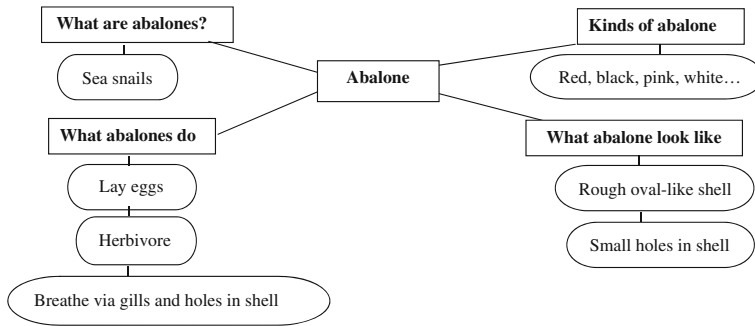 What are abalones?
Sea snails
Abalone
Kinds of abalone
Red, black, pink, white…
What abalones do
Lay eggs
Herbivore
Breathe via gills and holes in shell
What abalone look like
Rough oval-like shell
Small holes in shell